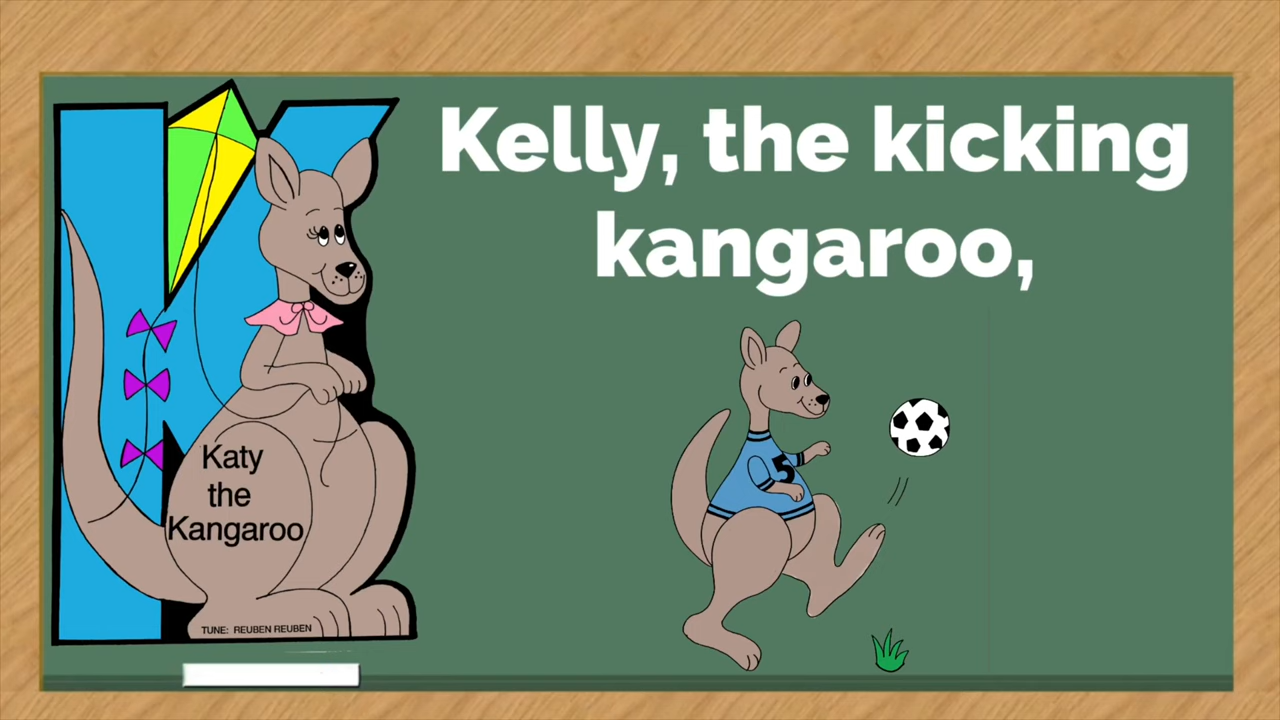 Kelly, the kicking
kangaroo,
Katy
the
Kangaroo
TUNE: REUBEN REUBEN
5